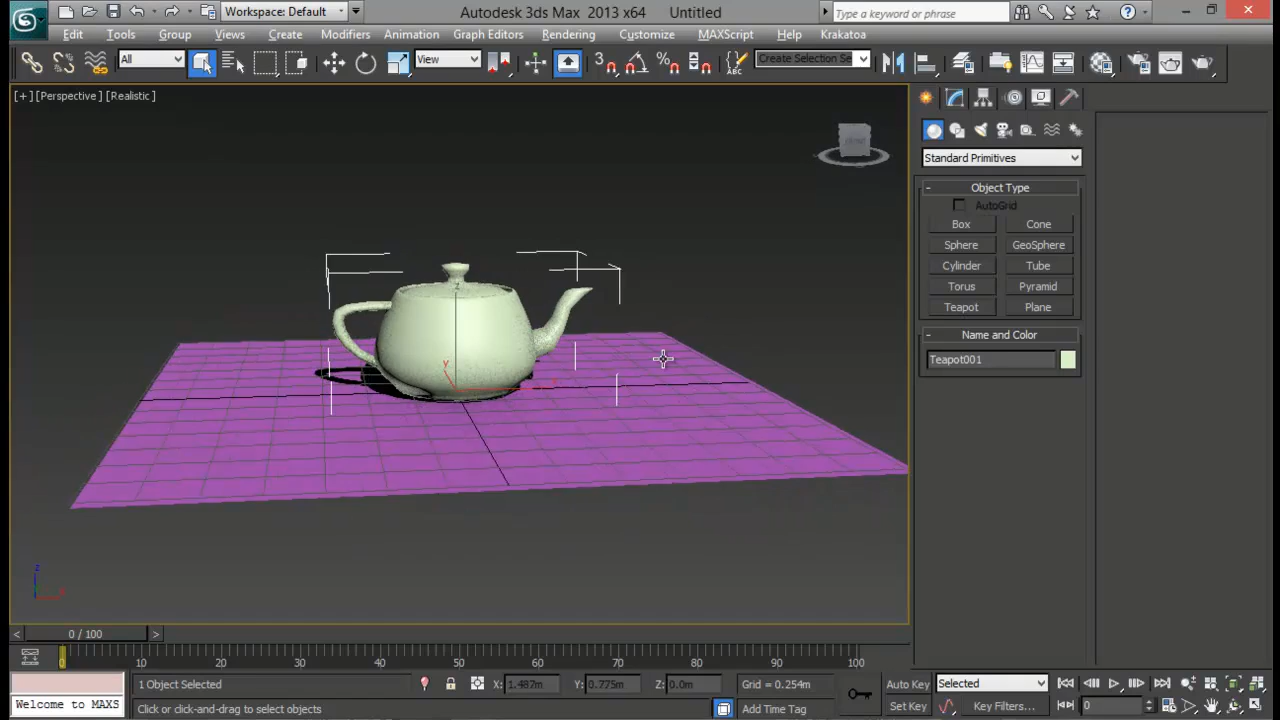 Workspace: Default
Autodesk 3ds Max 2013 x64
Untitled
Type a keyword or phrase
Edit Tools Group Views Create Modifiers Animation Graph Editors Rendering Customize MAXScript Help Krakatoa
All
View
3
%
ABC
Create Selection Se
[+] [Perspective ] [Realistic ]
Standard Primitives
- Object Type
AutoGrid
Box Cone
Sphere GeoSphere
Cylinder Tube
Torus Pyramid
Teapot Plane
- Name and Color
Teapot001
z
y
x
z
x
< 0 / 100 >
0 10 20 30 40 50 60 70 80 90 100
1 Object Selected
X: 1.487m Y: 0.775m Z: 0.0m Grid = 0.254m
Auto Key Selected
Welcome to MAXS
Click or click-and-drag to select objects
Add Time Tag
Set Key Key Filters... 0